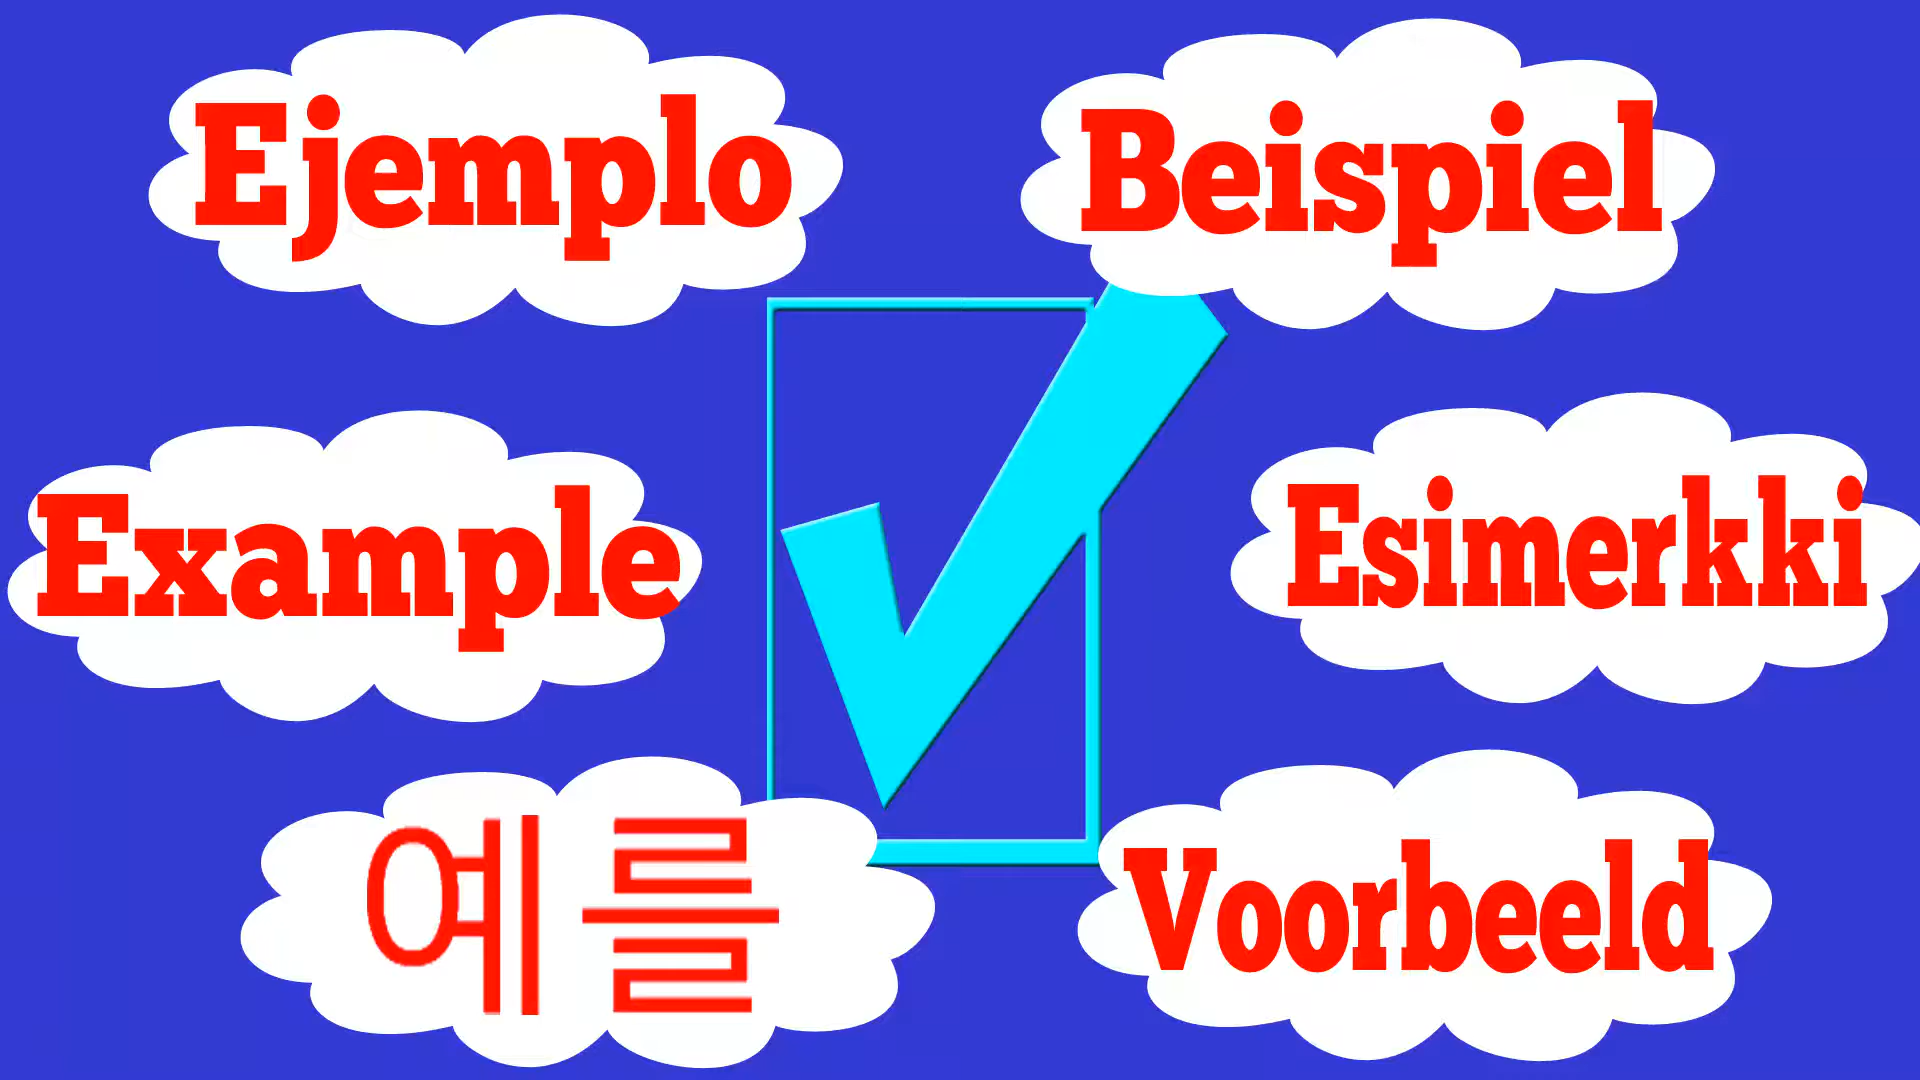 Ejemplo
Beispiel
Example
Esimerkki
예를
Voorbeeld